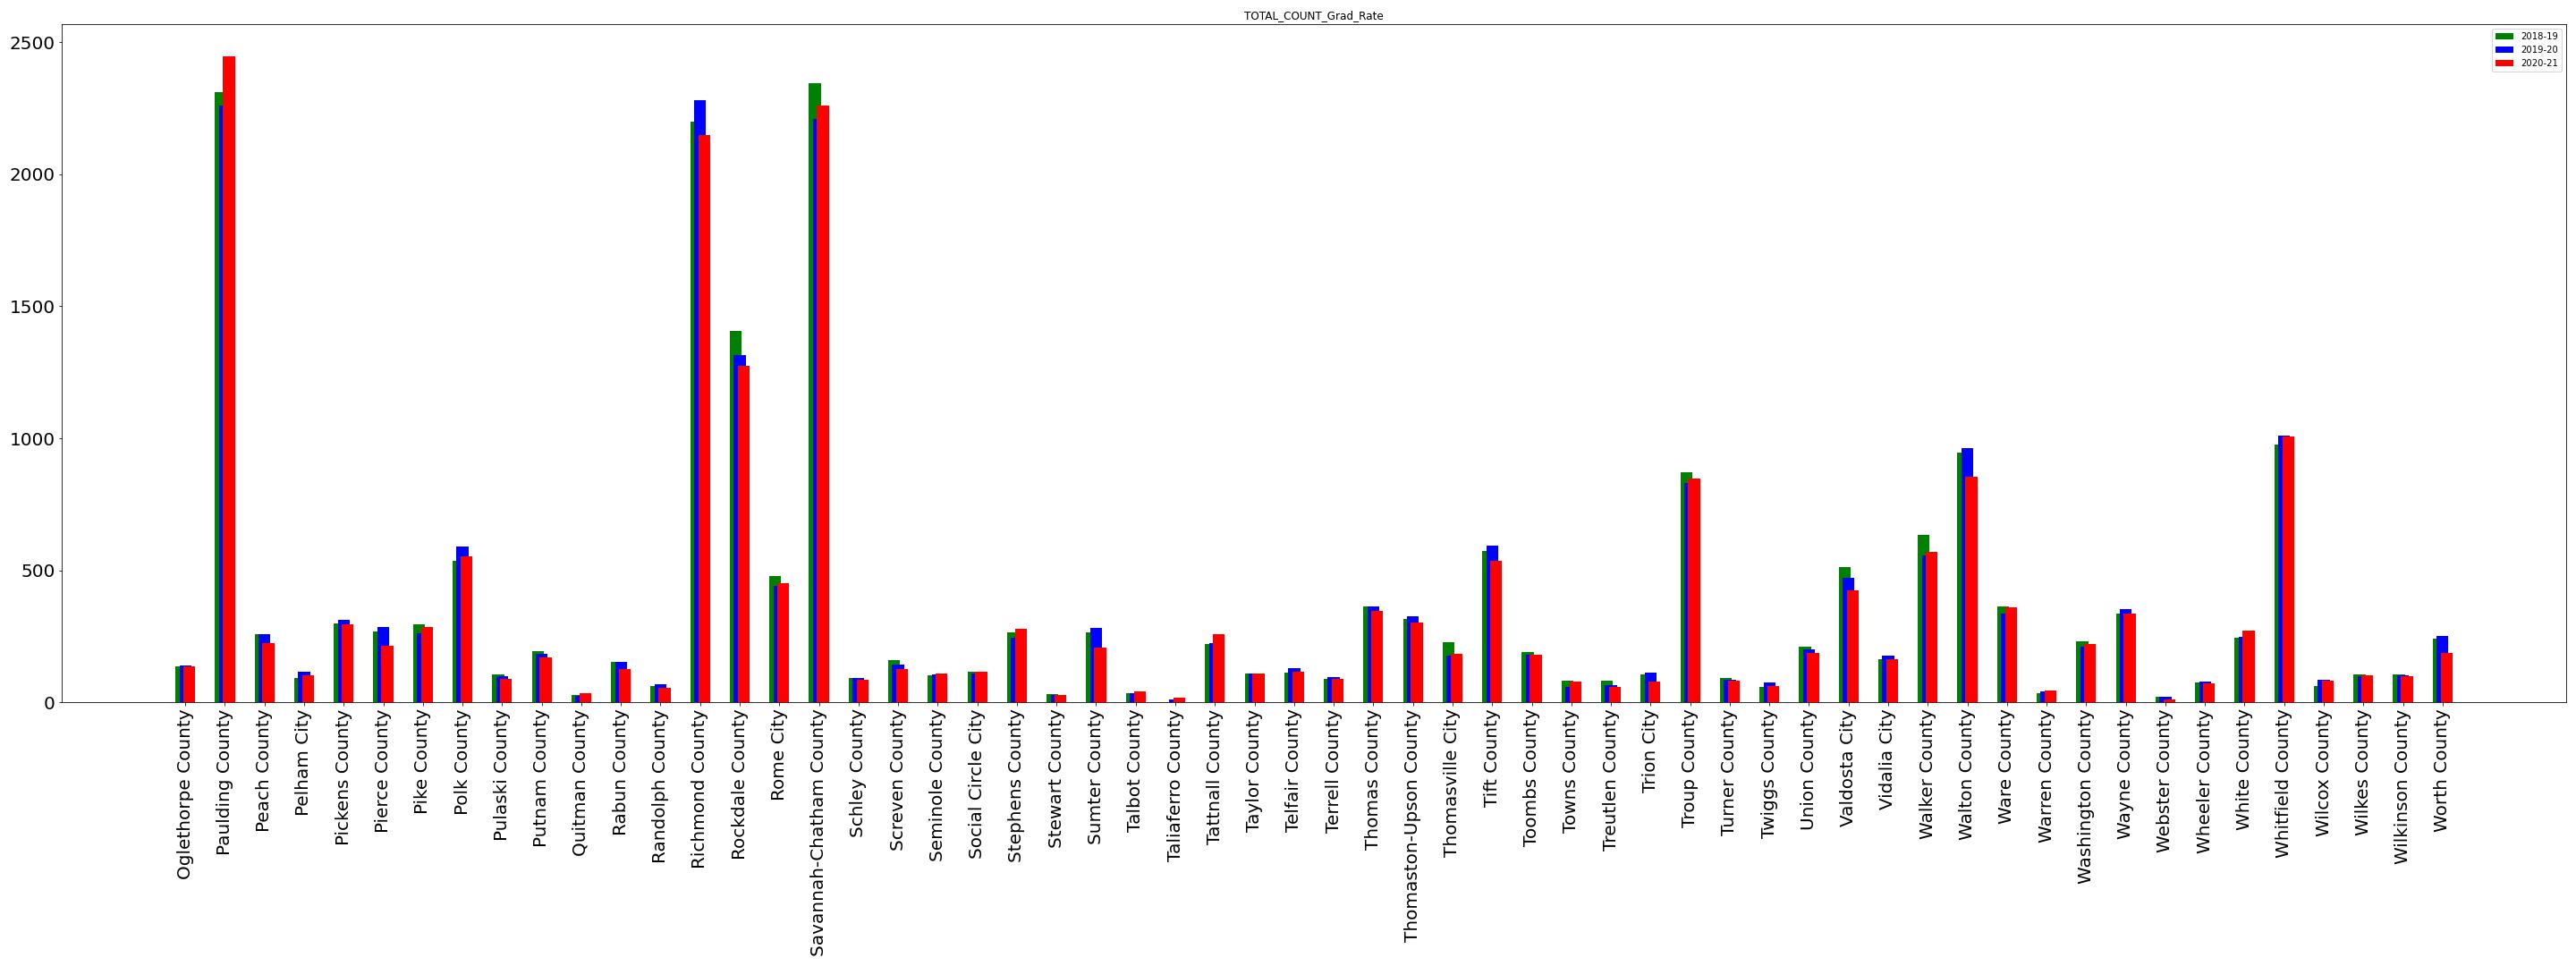 TOTAL_COUNT_Grad_Rate
2018-19
2019-20
2020-21
2500
2000
1500
1000
500
0
Oglethorpe County
Paulding County
Peach County
Pelham City
Pickens County
Pierce County
Pike County
Polk County
Pulaski County
Putnam County
Quitman County
Rabun County
Randolph County
Richmond County
Rockdale County
Rome City
Savannah-Chatham County
Schley County
Screven County
Seminole County
Social Circle City
Stephens County
Stewart County
Sumter County
Talbot County
Taliaferro County
Tattnall County
Taylor County
Telfair County
Terrell County
Thomas County
Thomaston-Upson County
Thomasville City
Tift County
Toombs County
Towns County
Treutlen County
Trion City
Troup County
Turner County
Twiggs County
Union County
Valdosta City
Vidalia City
Walker County
Walton County
Ware County
Warren County
Washington County
Wayne County
Webster County
Wheeler County
White County
Whitfield County
Wilcox County
Wilkes County
Wilkinson County
Worth County